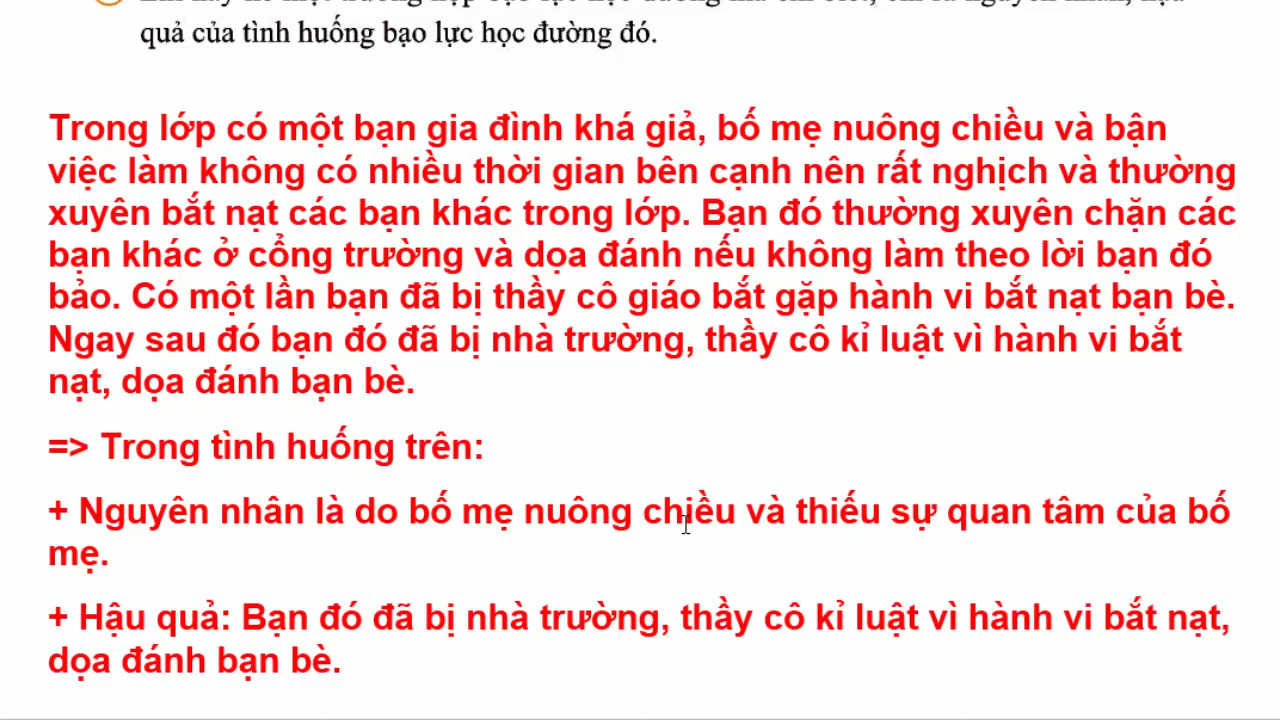 quả của tình huống bạo lực học đường đó.
Trong lớp có một bạn gia đình khá giả, bố mẹ nuông chiều và bận
việc làm không có nhiều thời gian bên cạnh nên rất nghịch và thường
xuyên bắt nạt các bạn khác trong lớp. Bạn đó thường xuyên chặn các
bạn khác ở cổng trường và dọa đánh nếu không làm theo lời bạn đó
bảo. Có một lần bạn đã bị thầy cô giáo bắt gặp hành vi bắt nạt bạn bè.
Ngay sau đó bạn đó đã bị nhà trường, thầy cô kỉ luật vì hành vi bắt
nạt, dọa đánh bạn bè.
=> Trong tình huống trên:
+ Nguyên nhân là do bố mẹ nuông chiều và thiếu sự quan tâm của bố
mẹ.
+ Hậu quả: Bạn đó đã bị nhà trường, thầy cô kỉ luật vì hành vi bắt nạt,
dọa đánh bạn bè.